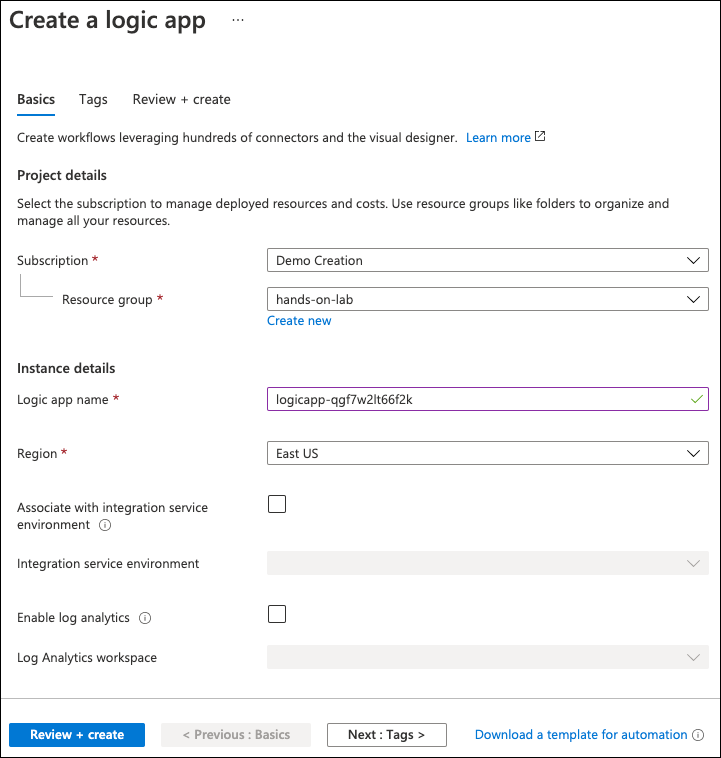 Create a logic app ...
Basics Tags Review + create
Create workflows leveraging hundreds of connectors and the visual designer. Learn more
Project details
Select the subscription to manage deployed resources and costs. Use resource groups like folders to organize and
manage all your resources.
Subscription * Demo Creation
Resource group * hands-on-lab
Create new
Instance details
Logic app name * logicapp-qgf7w2lt66f2k
Region * East US
Associate with integration service
environment
Integration service environment
Enable log analytics
Log Analytics workspace
Review + create < Previous : Basics Next : Tags > Download a template for automation